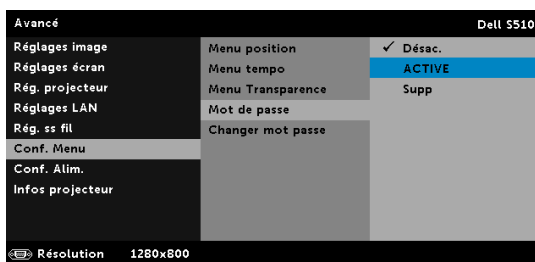 Avancé
Dell S510
Réglages image
Réglages écran
Rég. projecteur
Réglages LAN
Rég. ss fil
Conf. Menu
Conf. Alim.
Infos projecteur
Menu position
Menu tempo
Menu Transparence
Mot de passe
Changer mot passe
✓ Désac.
ACTIVE
Supp
Résolution 1280x800